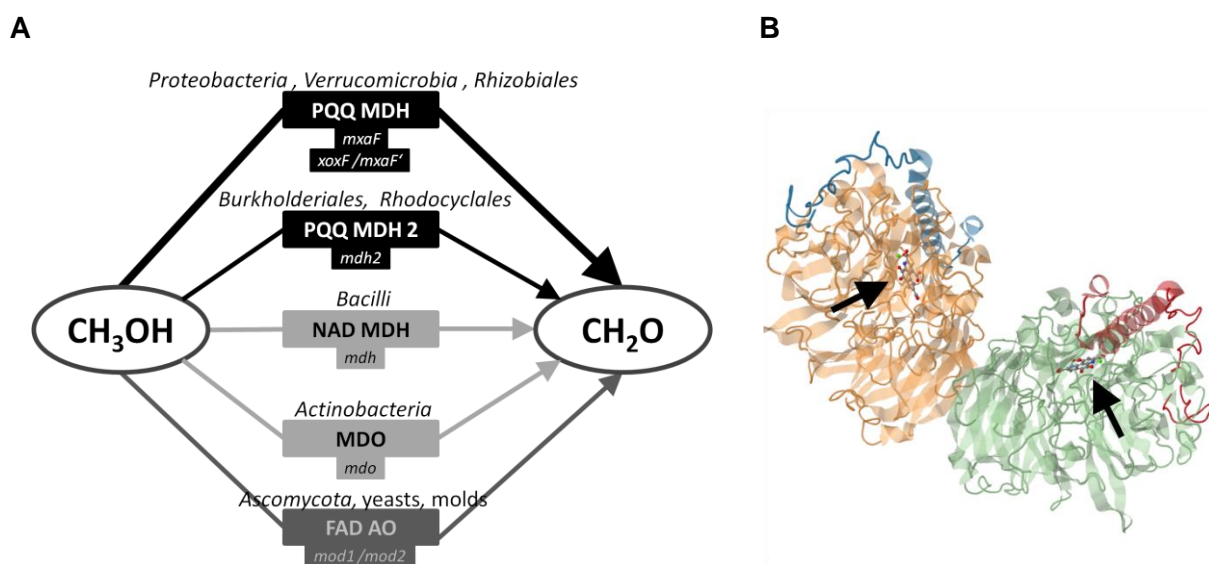 A
B
Proteobacteria , Verrucomicrobia , Rhizobiales
PQQ MDH
mxaF
xoxF/mxaF‘
Burkholderiales, Rhodocyclales
PQQ MDH 2
mdh2
Bacilli
CH₃OH
NAD MDH
CH₂O
mdh
Actinobacteria
MDO
mdo
Ascomycota, yeasts, molds
FAD AO
mod1/mod2